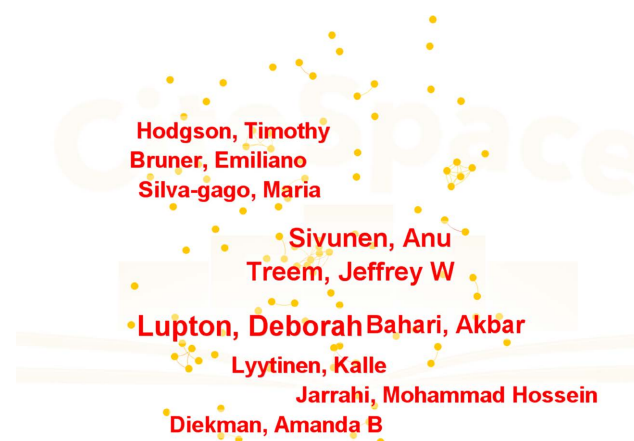 CiteSpace
Hodgson, Timothy
Bruner, Emiliano
Silva-gago, Maria
Sivunen, Anu
Treem, Jeffrey W
Lupton, Deborah
Bahari, Akbar
Lyytinen, Kalle
Jarrahi, Mohammad Hossein
Diekman, Amanda B